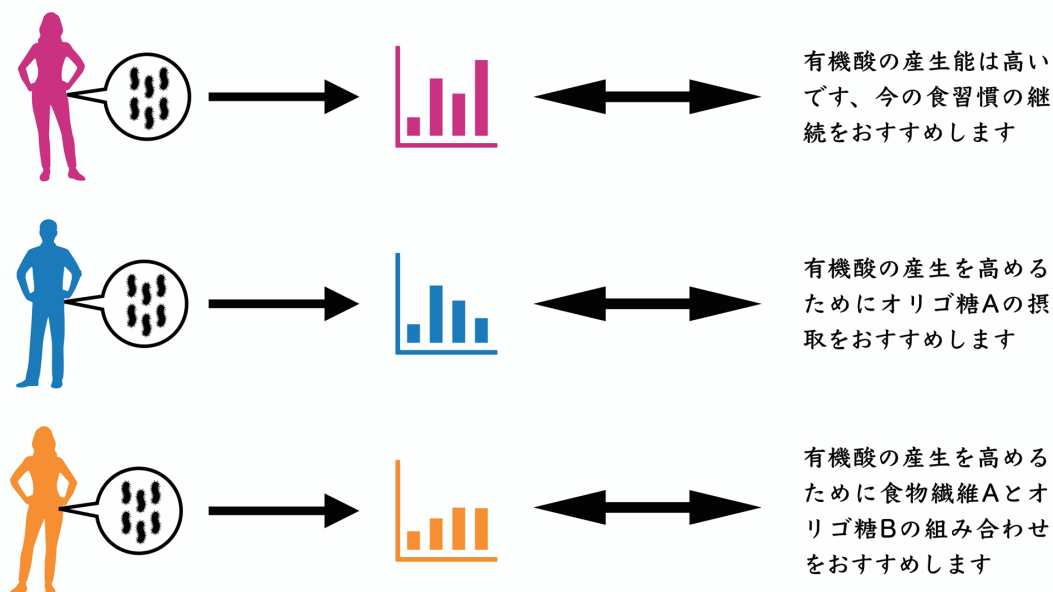 有機酸の産生能は高い
です、今の食習慣の継
続をおすすめします
有機酸の産生を高める
ためにオリゴ糖Aの摂
取をおすすめします
有機酸の産生を高める
ために食物繊維Aとオ
リゴ糖Bの組み合わせ
をおすすめします